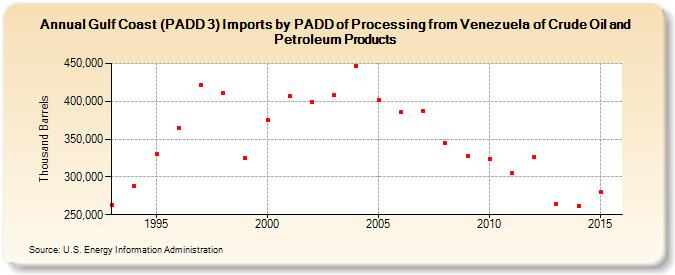 Annual Gulf Coast (PADD 3) Imports by PADD of Processing from Venezuela of Crude Oil and
Petroleum Products
Thousand Barrels
450,000
400,000
350,000
300,000
250,000
1995
2000
2005
2010
2015
Source: U.S. Energy Information Administration